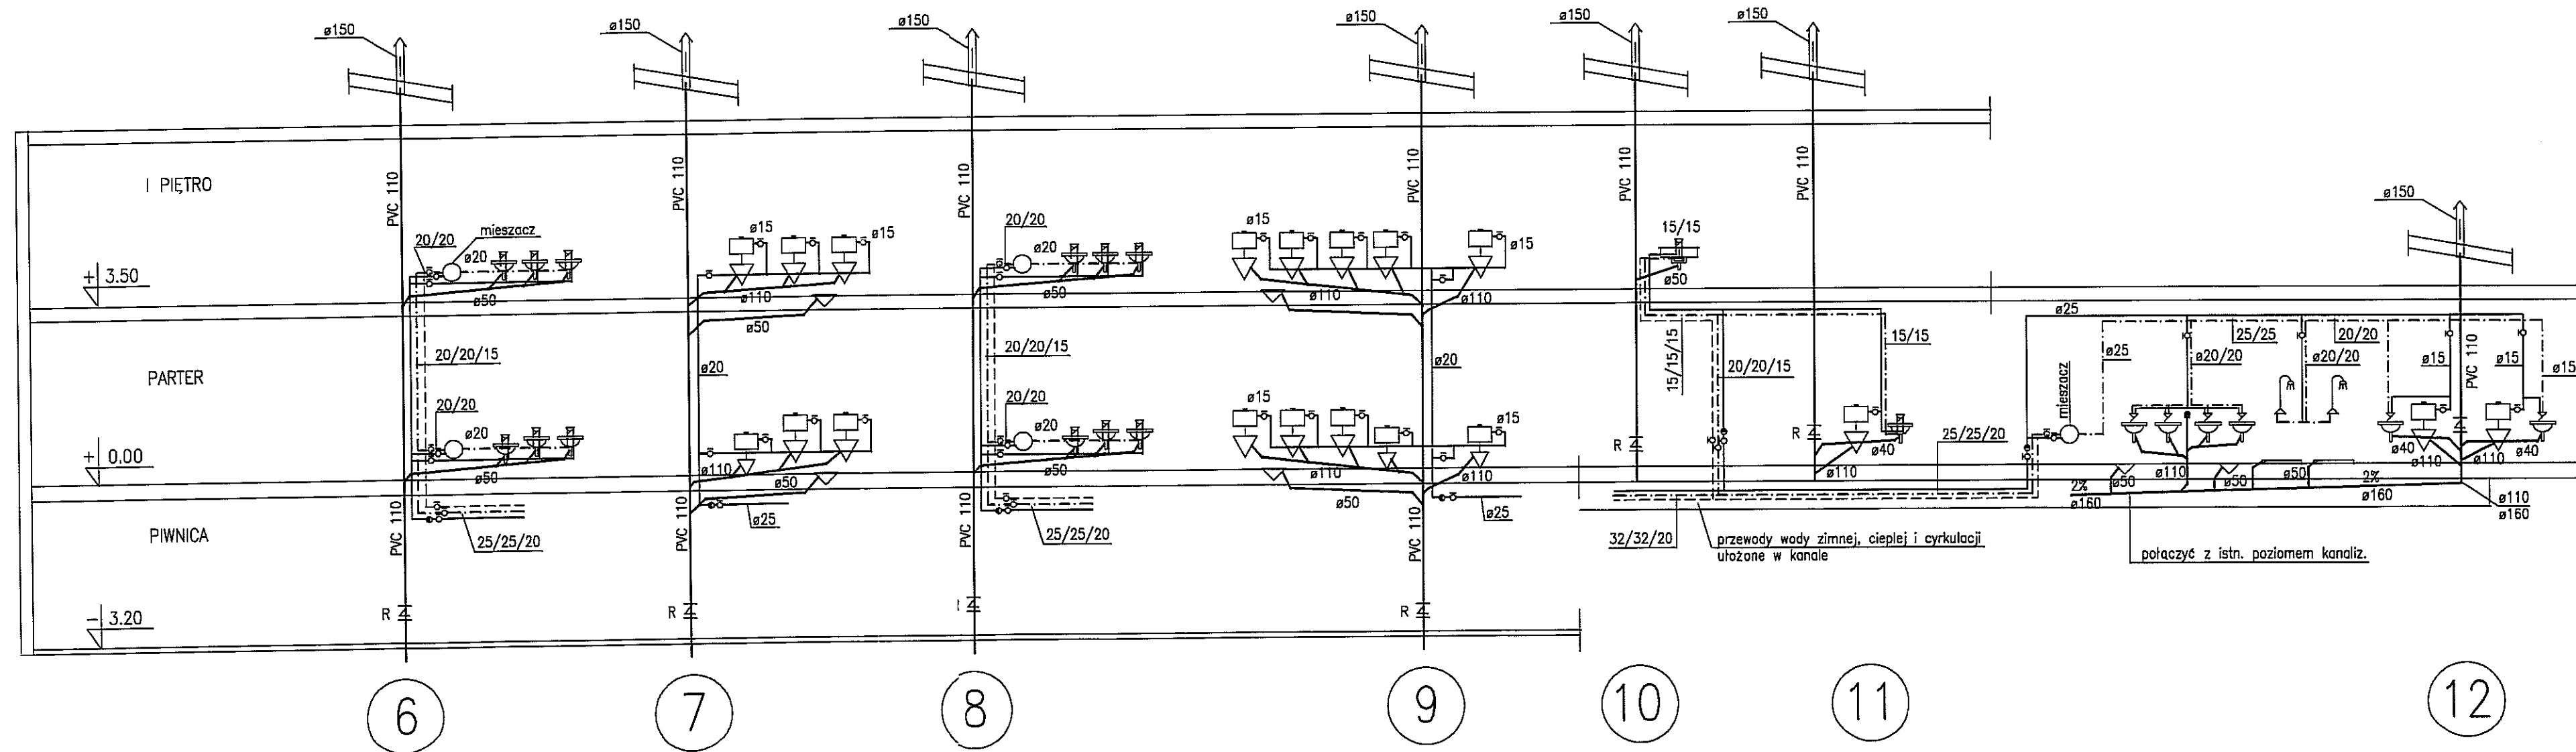 ø150
ø150
ø150
ø150
ø150
ø150
ø150
I PIĘTRO
PVC 110
PVC 110
PVC 110
PVC 110
PVC 110
PVC 110
20/20
mieszacz
ø20
ø50
ø15
ø15
ø110
ø50
20/20
ø20
ø50
ø15
ø15
ø110
ø110
15/15
ø50
+ 3.50
PARTER
20/20/15
ø20
20/20/15
ø20
15/15/15
20/20/15
15/15
ø25
ø25
25/25
20/20
ø20/20
ø20/20
ø15
PVC 110
ø15
ø15
mieszacz
20/20
ø20
ø50
ø15
ø110
ø50
20/20
ø20
ø50
ø15
ø15
ø110
ø110
ø50
R
R
ø40
ø110
25/25/20
ø40
ø110
ø110
ø40
+ 0.00
2%
ø160
ø50
ø110
ø50
ø50
2%
ø160
ø110
ø160
PIWNICA
PVC 110
25/25/20
PVC 110
ø25
PVC 110
25/25/20
PVC 110
ø25
32/32/20
przewody wody zimnej, ciepłej i cyrkulacji
ułożone w kanale
połączyć z istn. poziomem kanaliz.
- 3.20
R
R
R
6
7
8
9
10
11
12